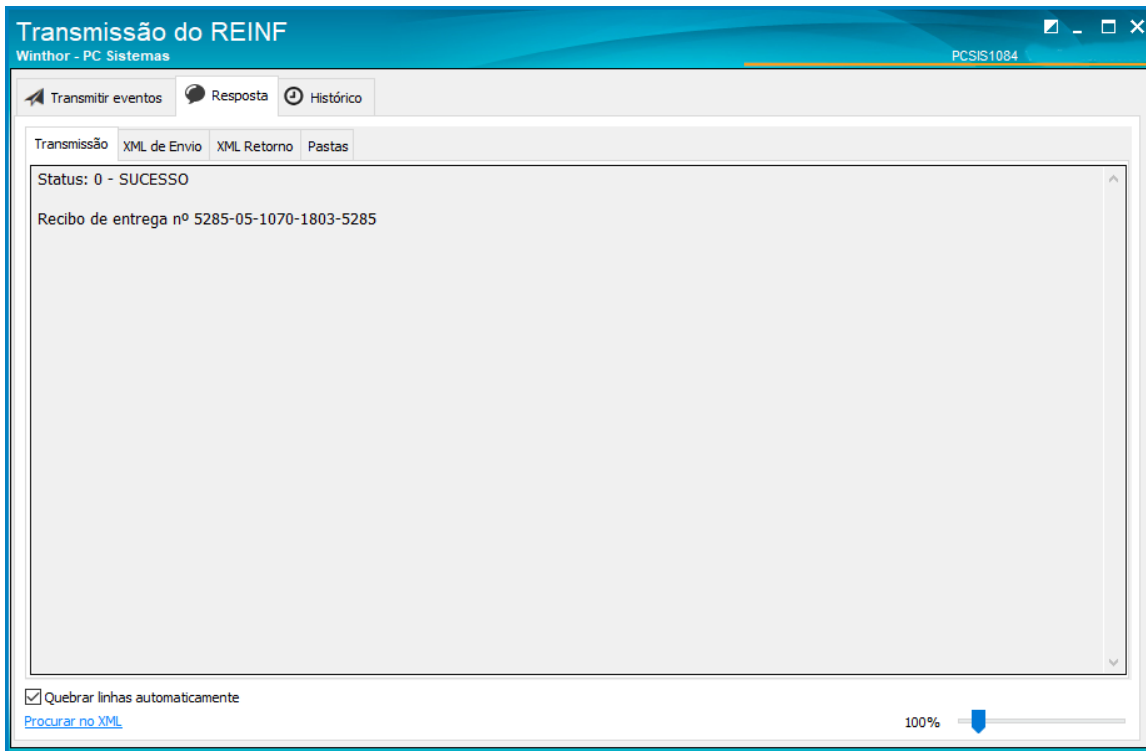 Transmissão do REINF
Winthor - PC Sistemas
PCSIS1084
Transmitir eventos Resposta Histórico
Transmissão XML de Envio XML Retorno Pastas
Status: 0 - SUCESSO
Recibo de entrega nº 5285-05-1070-1803-5285
Quebrar linhas automaticamente
Procurar no XML
100%